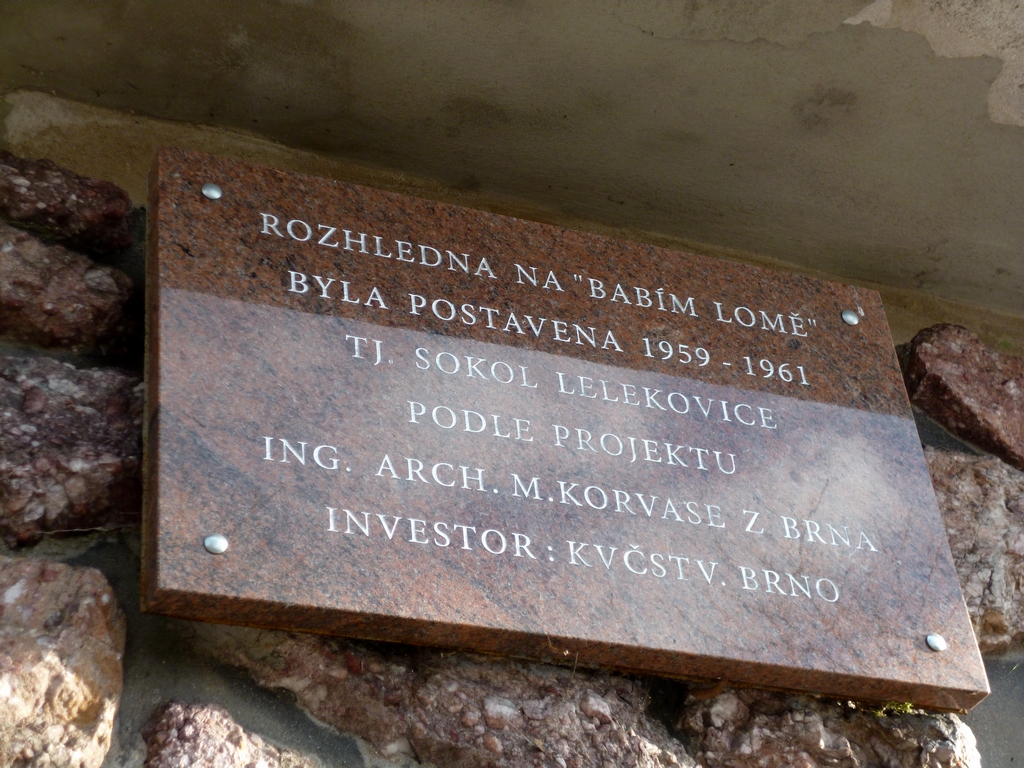 ROZHLEDNA NA "BABÍM LOMĚ"
BYLA POSTAVENA 1959 - 1961
TJ. SOKOL LELEKOVICE
PODLE PROJEKTU
ING. ARCH. M.KORVASE Z BRNA
INVESTOR : KVČSTV. BRNO